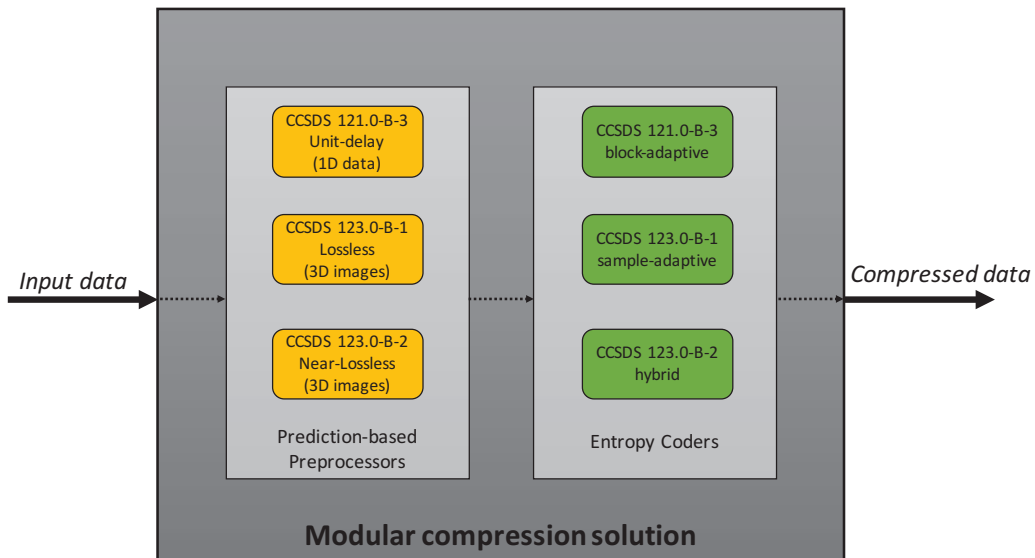 CCSDS 121.0-B-3
Unit-delay
(1D data)
CCSDS 123.0-B-1
Lossless
(3D images)
CCSDS 123.0-B-2
Near-Lossless
(3D images)
Prediction-based
Preprocessors
CCSDS 121.0-B-3
block-adaptive
CCSDS 123.0-B-1
sample-adaptive
CCSDS 123.0-B-2
hybrid
Entropy Coders
Input data
Compressed data
Modular compression solution